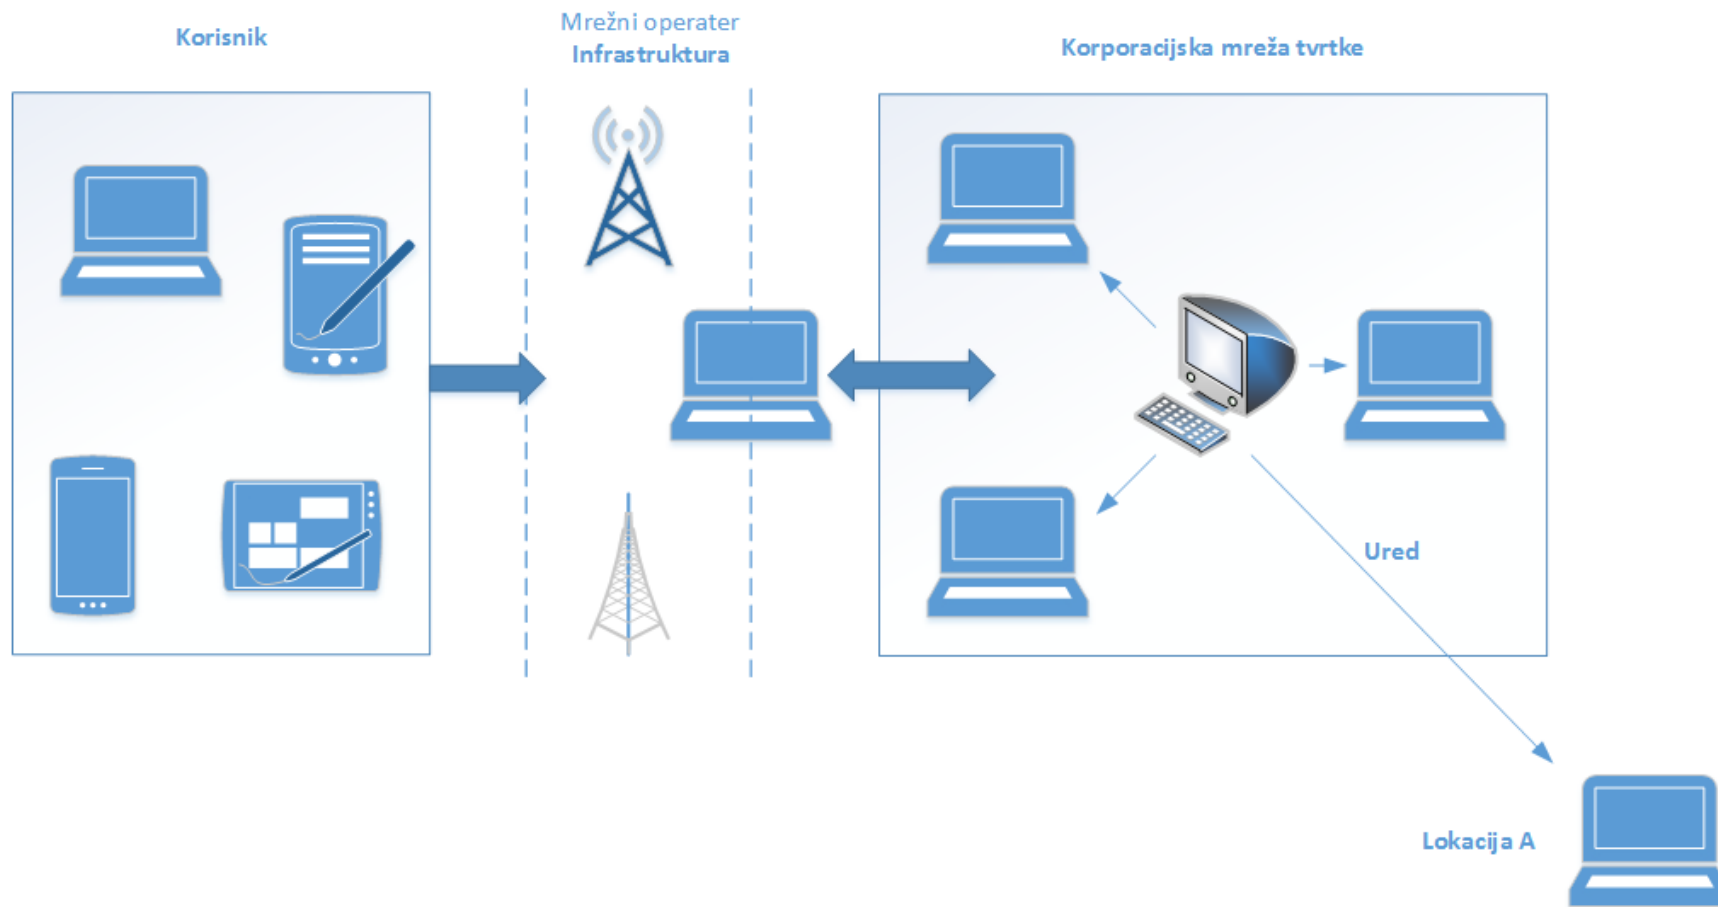 Korisnik
Mrežni operater
Infrastruktura
Korporacijska mreža tvrtke
Ured
Lokacija A